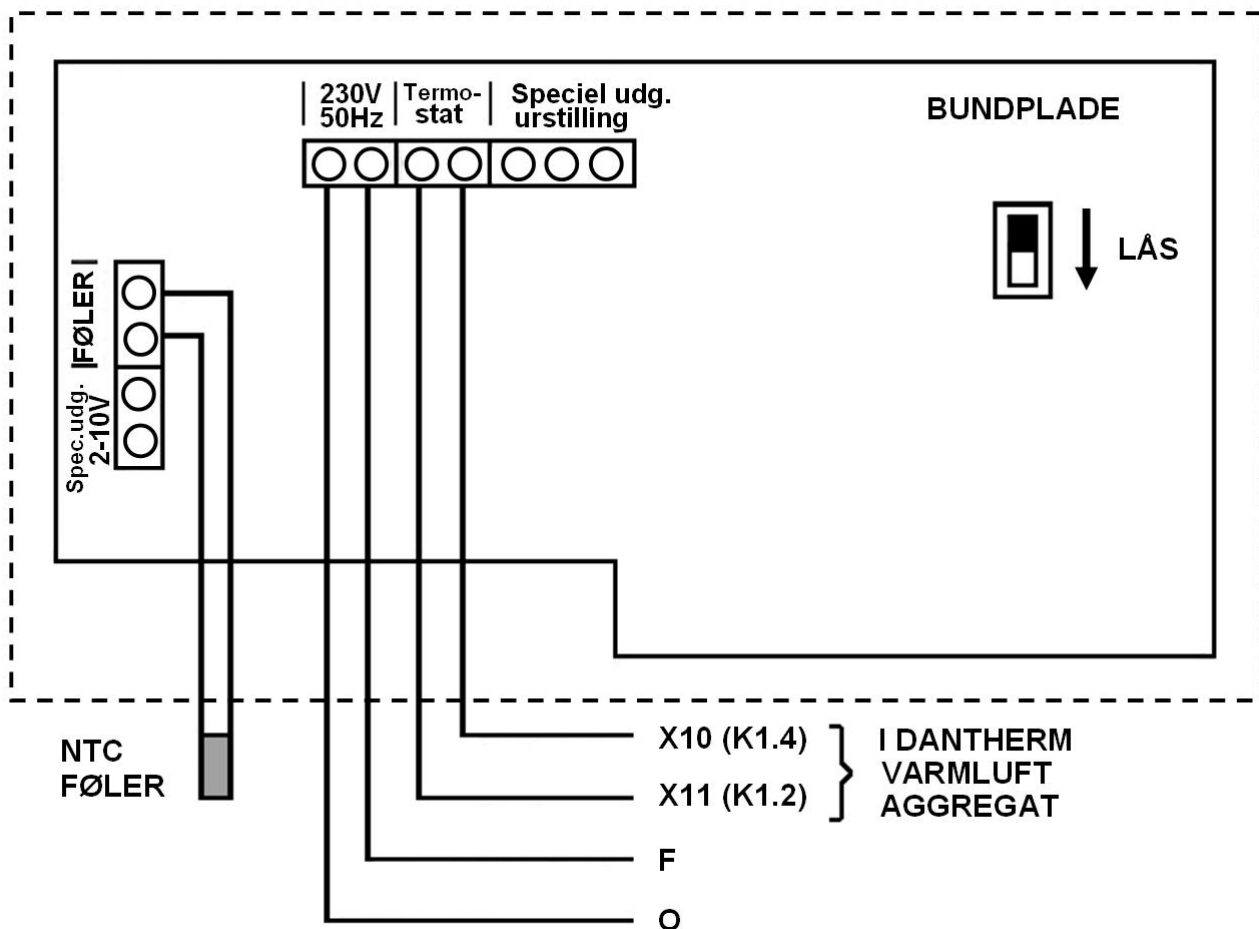 230V
50Hz
Termo-
stat
Speciel udg.
urstilling
BUNDPLADE
LÅS
FØLER
Spec.udg.
2-10V
NTC
FØLER
X10 (K1.4)
X11 (K1.2)
I DANTHERM
VARMLUFT
AGGREGAT
F
O